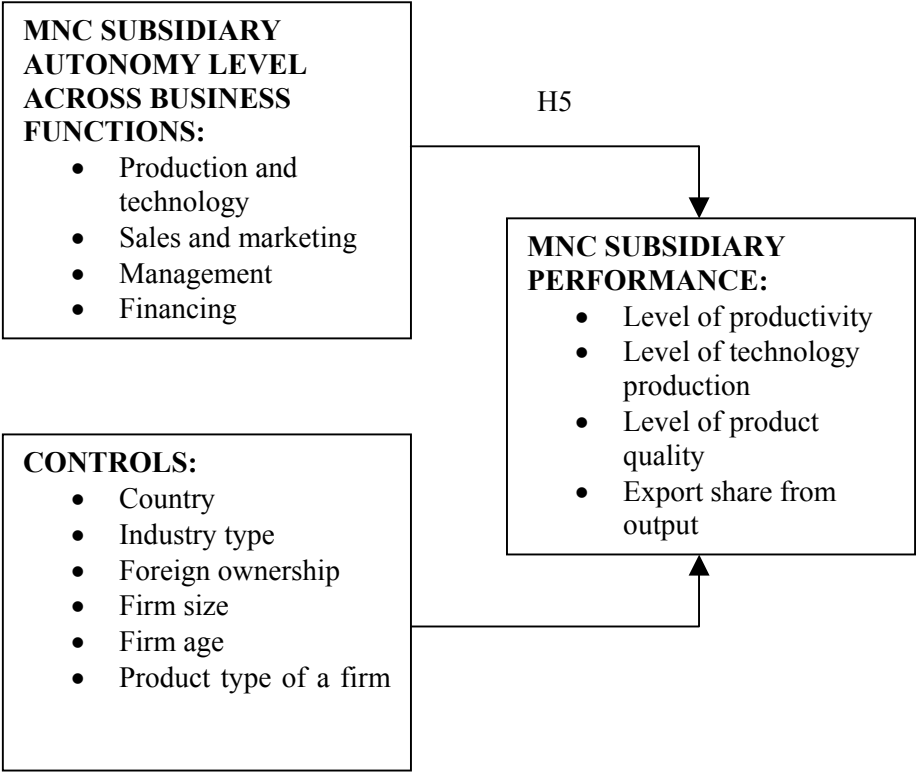 MNC SUBSIDIARY
AUTONOMY LEVEL
ACROSS BUSINESS
FUNCTIONS:
• Production and
technology
• Sales and marketing
• Management
• Financing
H5
MNC SUBSIDIARY
PERFORMANCE:
• Level of productivity
• Level of technology
production
• Level of product
quality
• Export share from
output
CONTROLS:
• Country
• Industry type
• Foreign ownership
• Firm size
• Firm age
• Product type of a firm